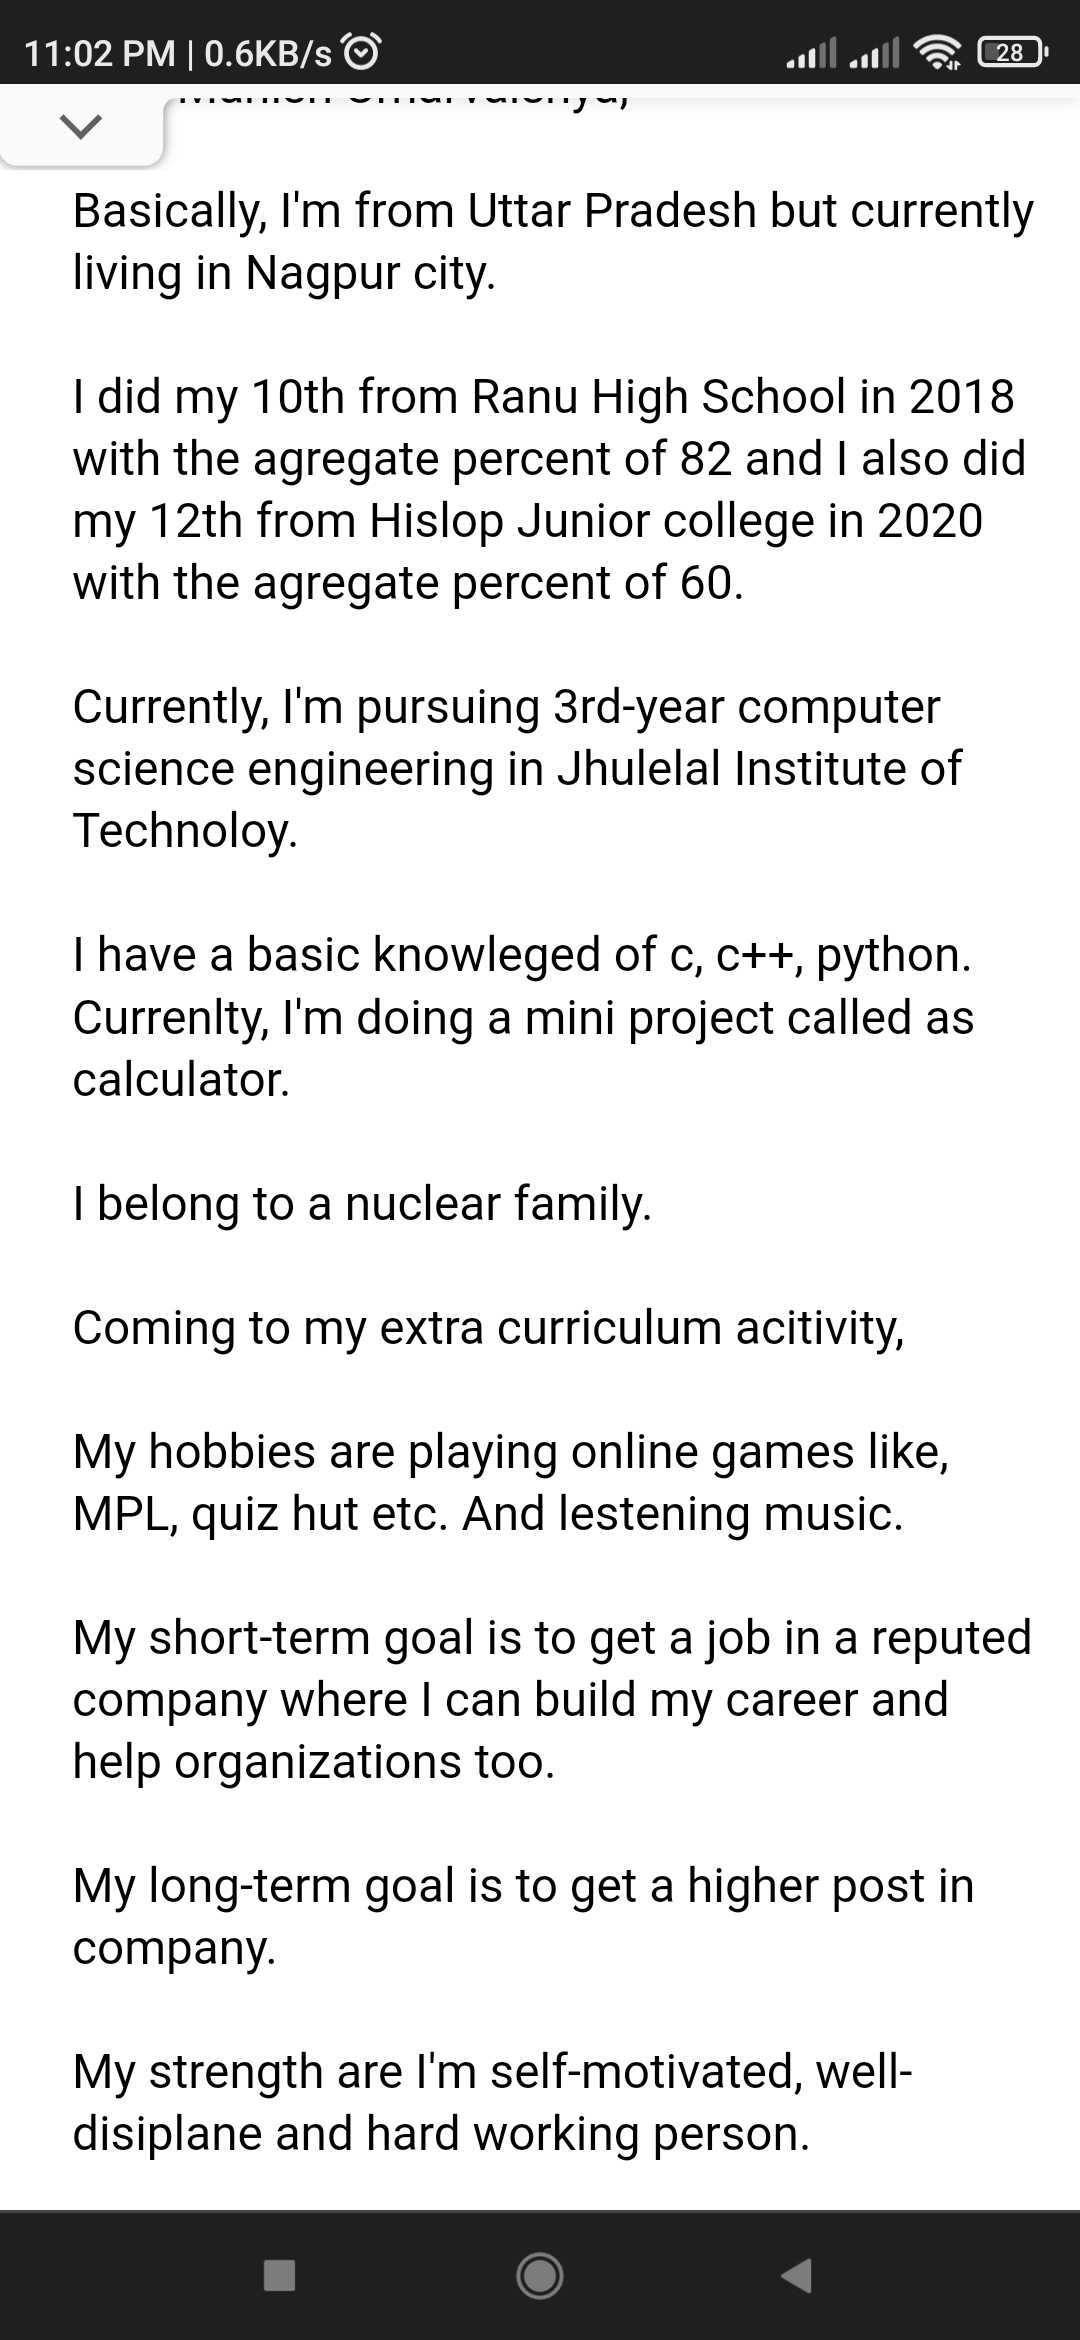 11:02 PM | 0.6KB/s
28
Basically, I'm from Uttar Pradesh but currently
living in Nagpur city.
I did my 10th from Ranu High School in 2018
with the agregate percent of 82 and I also did
my 12th from Hislop Junior college in 2020
with the agregate percent of 60.
Currently, I'm pursuing 3rd-year computer
science engineering in Jhulelal Institute of
Technoloy.
I have a basic knowleged of c, c++, python.
Currenlty, I'm doing a mini project called as
calculator.
I belong to a nuclear family.
Coming to my extra curriculum acitivity,
My hobbies are playing online games like,
MPL, quiz hut etc. And lestening music.
My short-term goal is to get a job in a reputed
company where I can build my career and
help organizations too.
My long-term goal is to get a higher post in
company.
My strength are I'm self-motivated, well-
disiplane and hard working person.